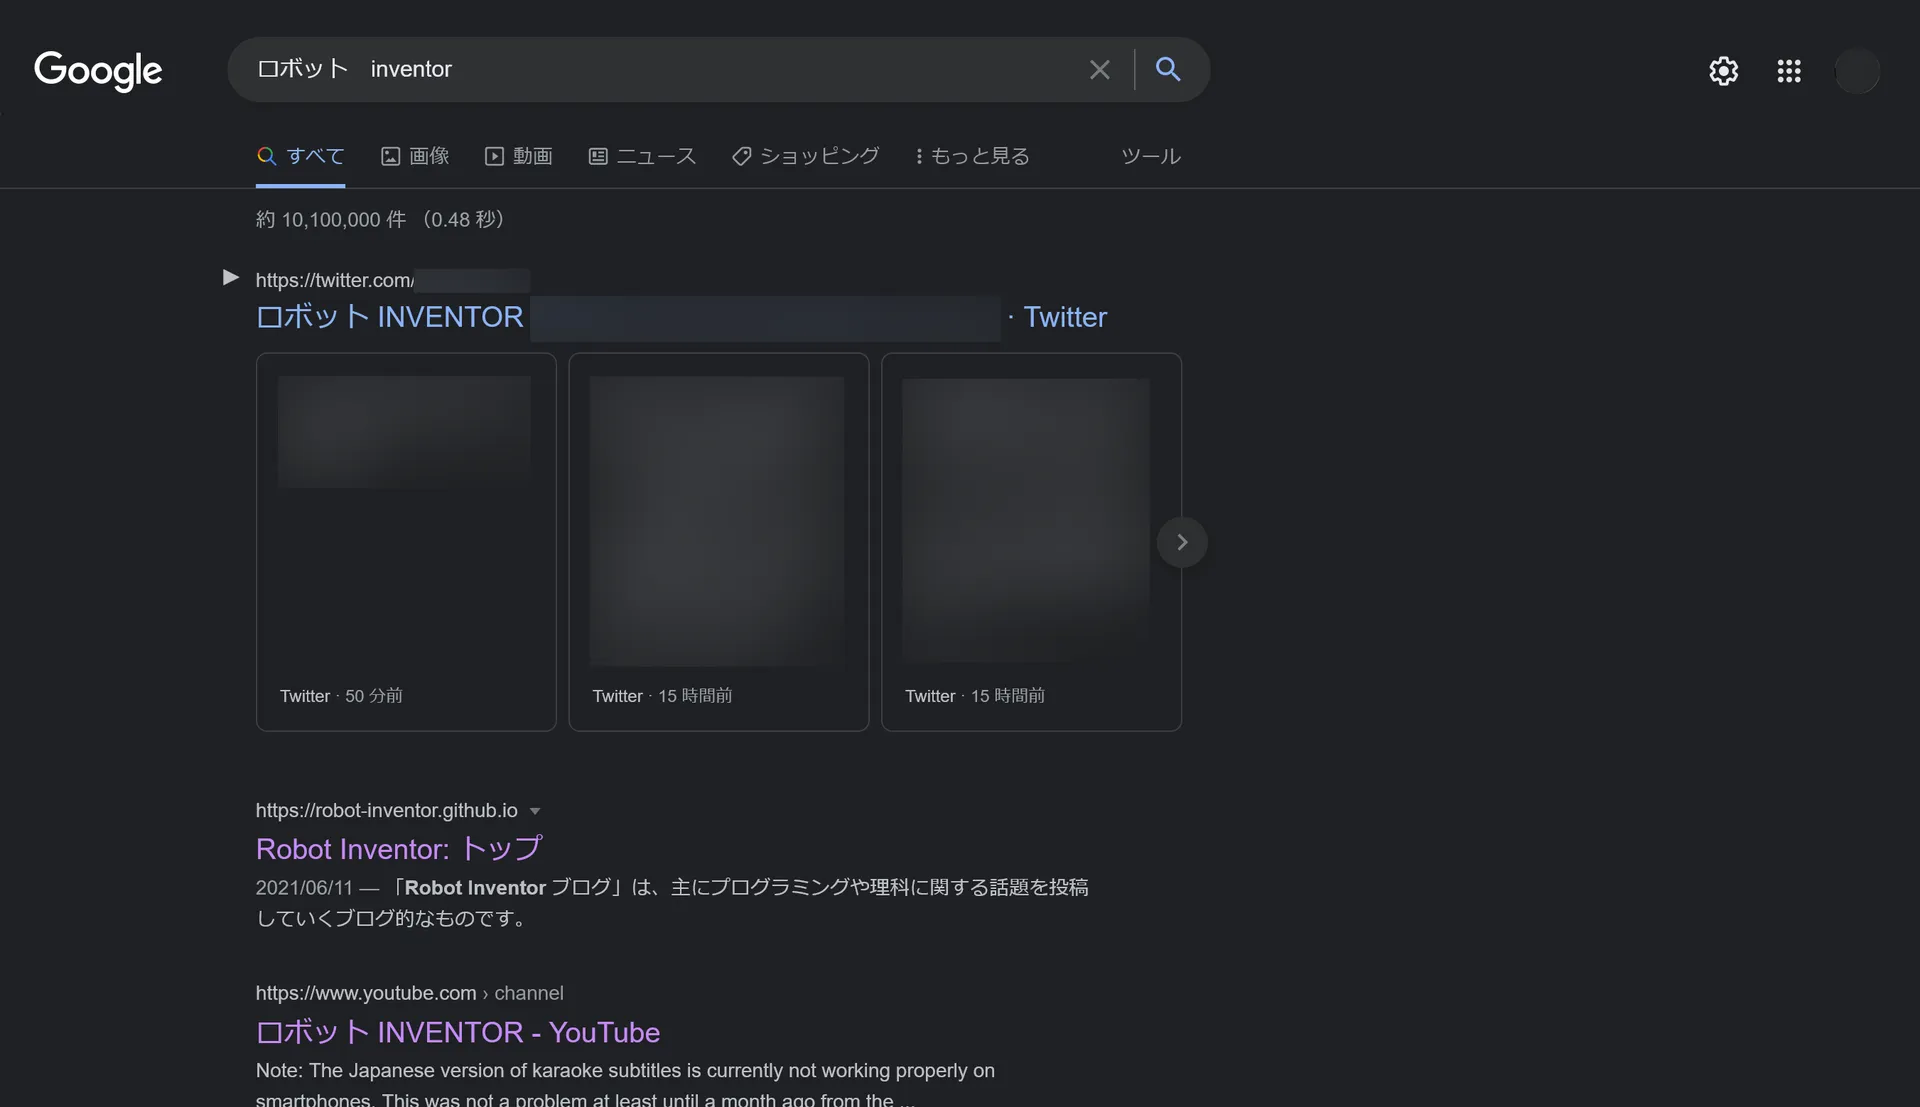 Google
ロボット　inventor
すべて 画像 動画 ニュース ショッピング もっと見る ツール
約 10,100,000 件 （0.48 秒）
https://twitter.com/
ロボット INVENTOR · Twitter
Twitter · 50 分前
Twitter · 15 時間前
Twitter · 15 時間前
https://robot-inventor.github.io
Robot Inventor: トップ
2021/06/11 — 「Robot Inventor ブログ」は、主にプログラミングや理科に関する話題を投稿
していくブログ的なものです。
https://www.youtube.com › channel
ロボット INVENTOR - YouTube
Note: The Japanese version of karaoke subtitles is currently not working properly on
smartphones. This was not a problem at least until a month ago from the ...